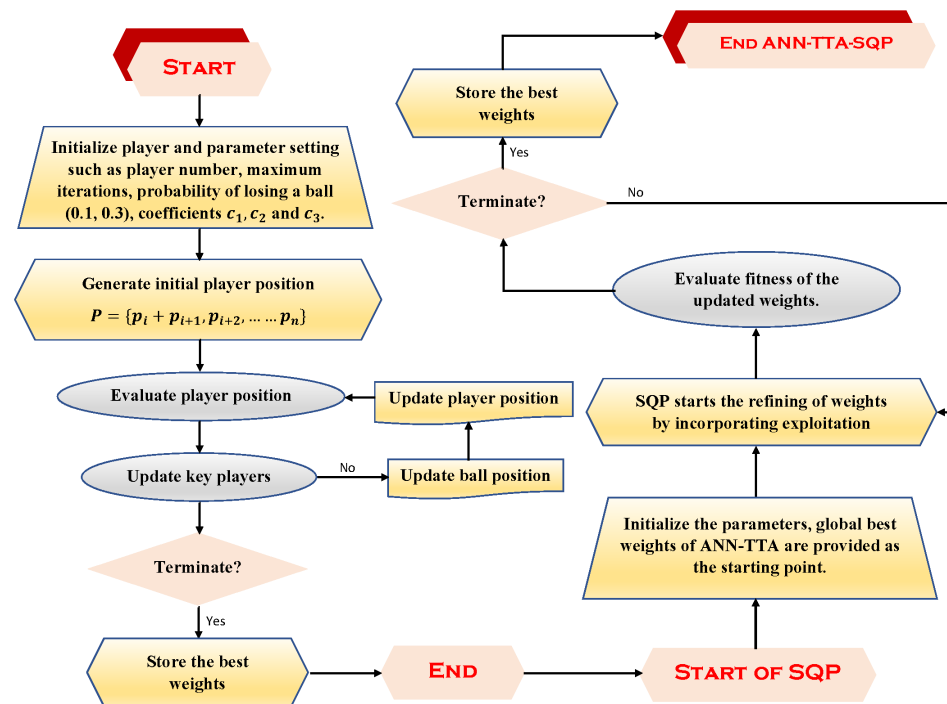 START
Initialize player and parameter setting
such as player number, maximum
iterations, probability of losing a ball
(0.1, 0.3), coefficients c₁, c₂ and c₃.
Generate initial player position
P = {pᵢ + pᵢ₊₁, pᵢ₊₂, … … pₙ}
Evaluate player position
Update player position
Update key players
No
Update ball position
Terminate?
Yes
Store the best
weights
END
START OF SQP
Initialize the parameters, global best
weights of ANN-TTA are provided as
the starting point.
SQP starts the refining of weights
by incorporating exploitation
Evaluate fitness of the
updated weights.
Terminate?
No
Yes
Store the best
weights
END ANN-TTA-SQP